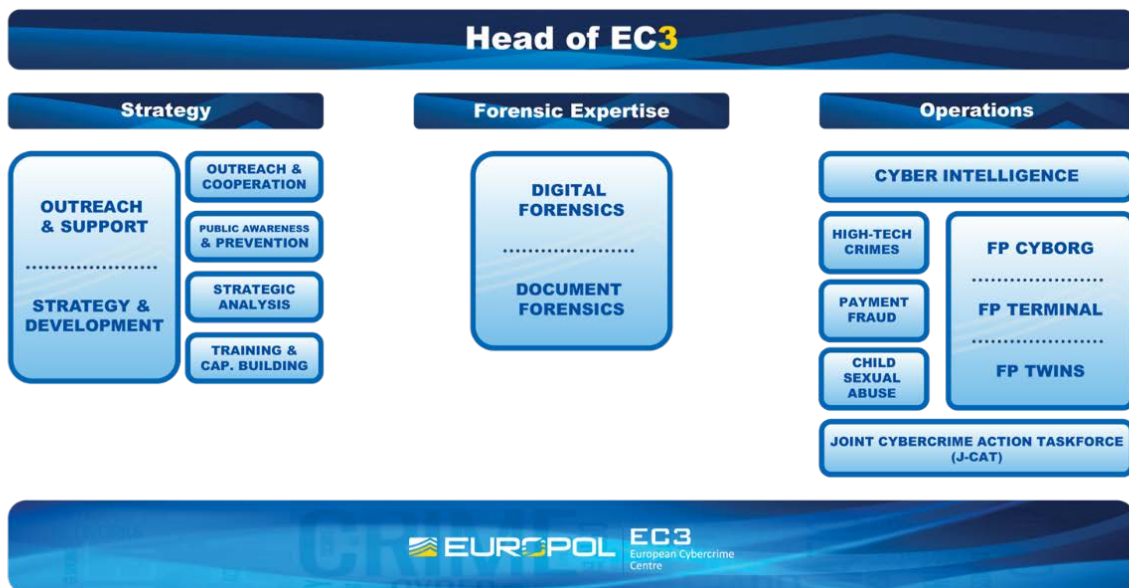 Head of EC3
Strategy
Forensic Expertise
Operations
OUTREACH
& SUPPORT
STRATEGY &
DEVELOPMENT
OUTREACH &
COOPERATION
PUBLIC AWARENESS
& PREVENTION
STRATEGIC
ANALYSIS
TRAINING &
CAP. BUILDING
DIGITAL
FORENSICS
DOCUMENT
FORENSICS
CYBER INTELLIGENCE
HIGH-TECH
CRIMES
PAYMENT
FRAUD
CHILD
SEXUAL
ABUSE
FP CYBORG
FP TERMINAL
FP TWINS
JOINT CYBERCRIME ACTION TASKFORCE
(J-CAT)
CRIME
CYBER
EUROPOL
EC3
European Cybercrime
Centre